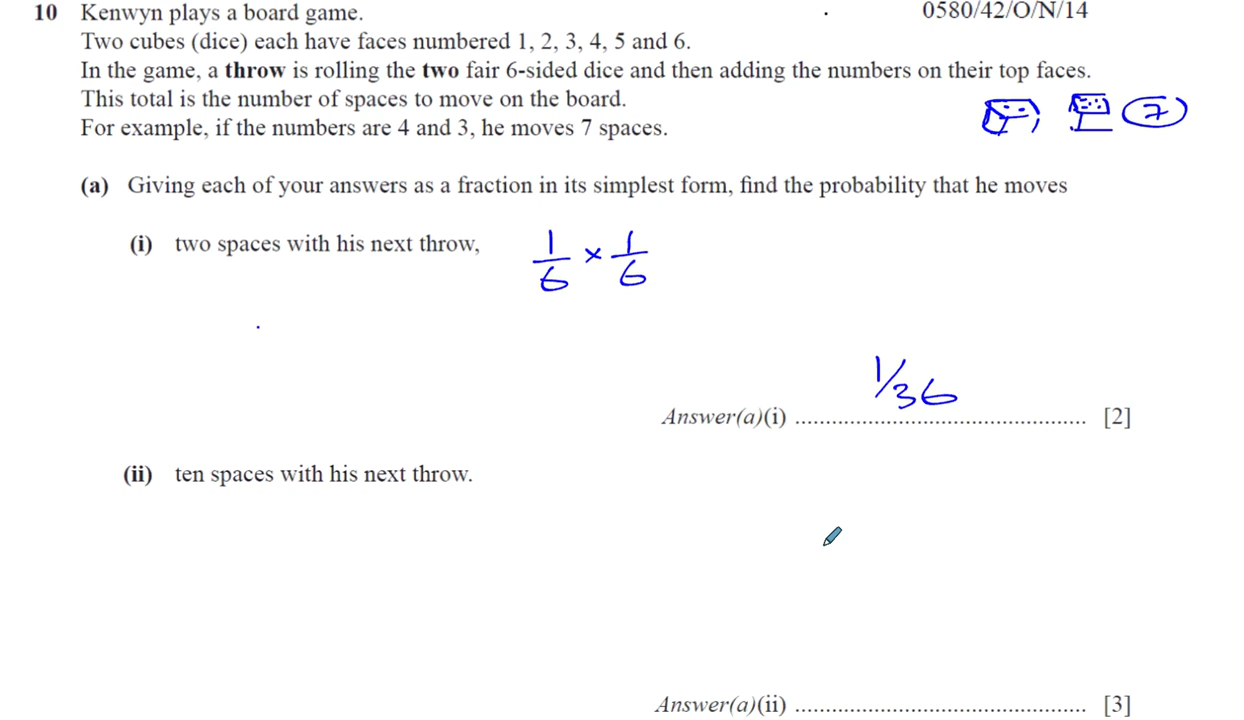 10 Kenwyn plays a board game. 0580/42/O/N/14
Two cubes (dice) each have faces numbered 1, 2, 3, 4, 5 and 6.
In the game, a throw is rolling the two fair 6-sided dice and then adding the numbers on their top faces.
This total is the number of spaces to move on the board.
For example, if the numbers are 4 and 3, he moves 7 spaces.
7
(a) Giving each of your answers as a fraction in its simplest form, find the probability that he moves
(i) two spaces with his next throw, 1/6 × 1/6
1/36
Answer(a)(i) ................................................ [2]
(ii) ten spaces with his next throw.
Answer(a)(ii) ................................................ [3]